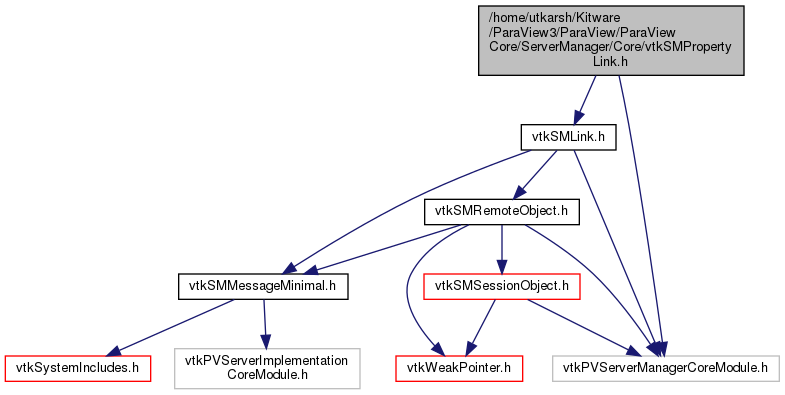 /home/utkarsh/Kitware
/ParaView3/ParaView/ParaView
Core/ServerManager/Core/vtkSMProperty
Link.h
vtkSMLink.h
vtkSMRemoteObject.h
vtkSMMessageMinimal.h
vtkSMSessionObject.h
vtkSystemIncludes.h
vtkPVServerImplementation
CoreModule.h
vtkWeakPointer.h
vtkPVServerManagerCoreModule.h